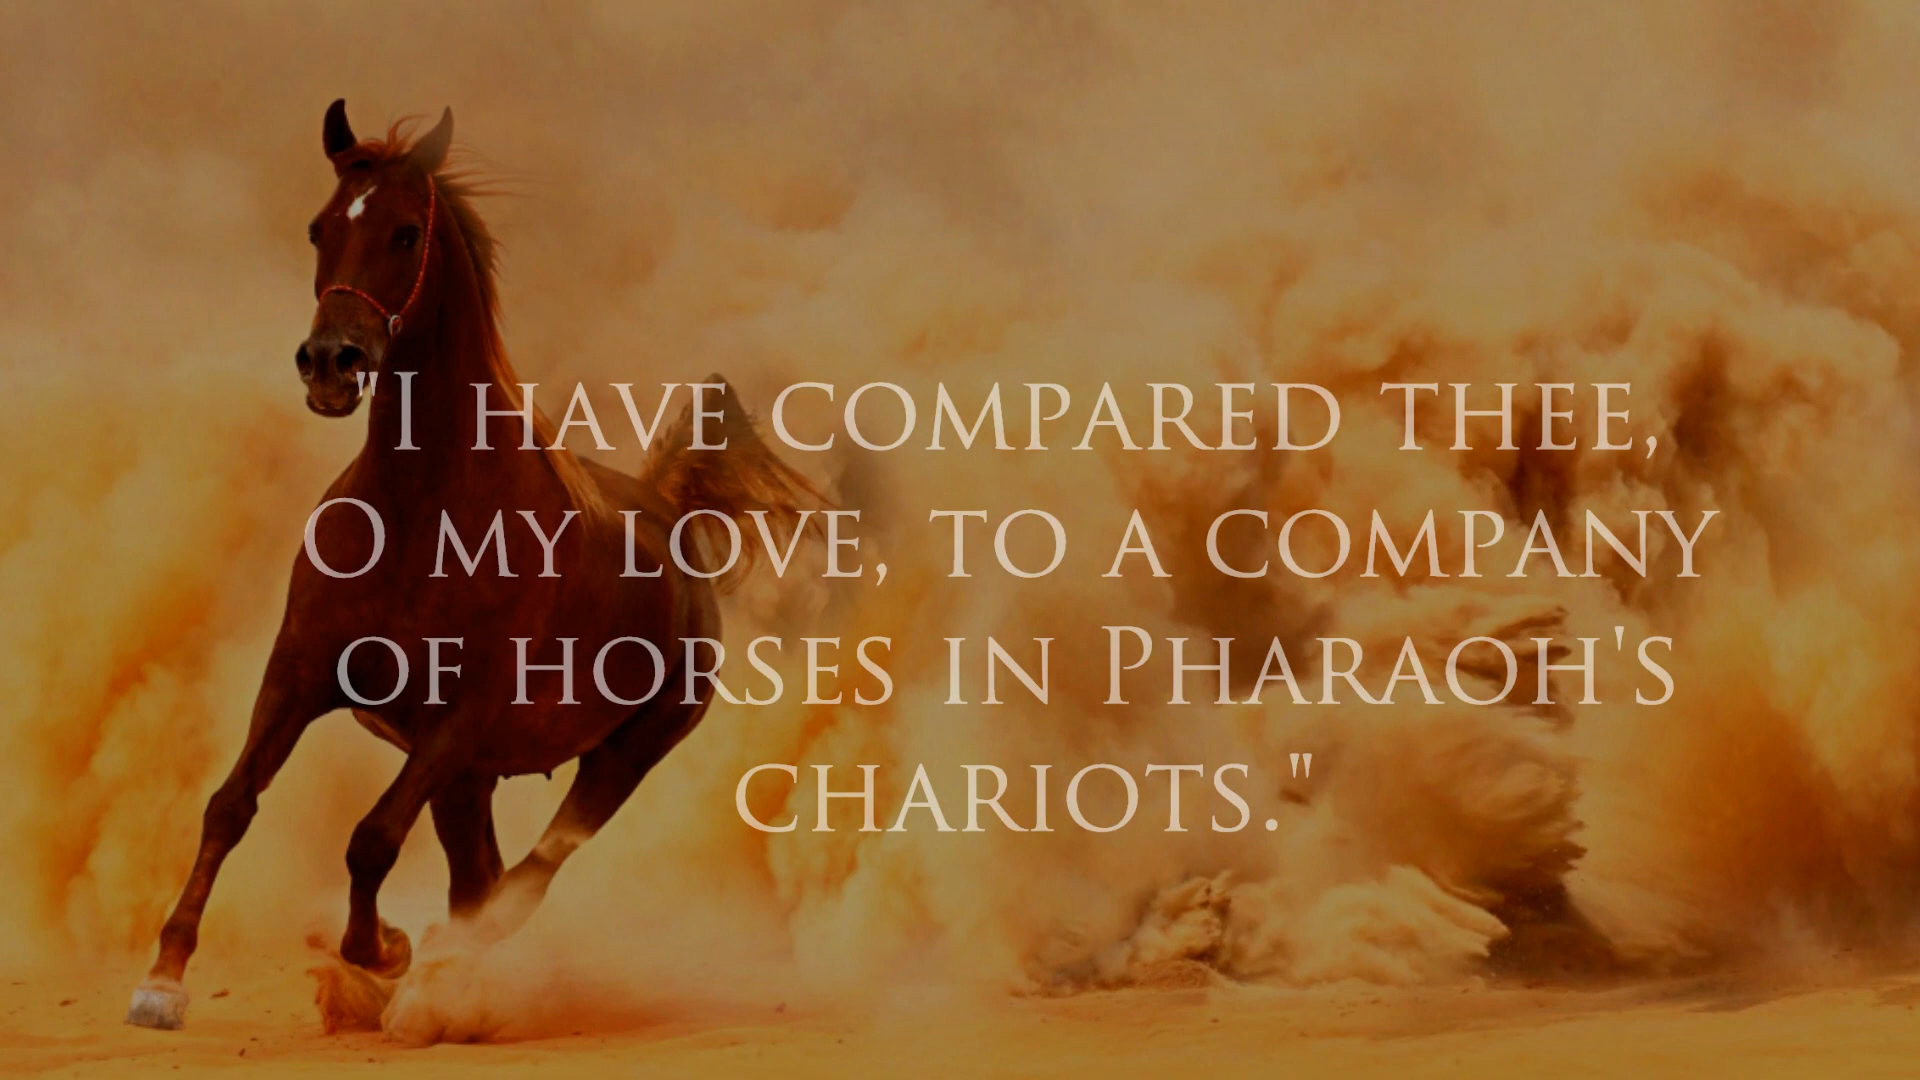 "I have compared thee,
O my love, to a company
of horses in Pharaoh's
chariots."